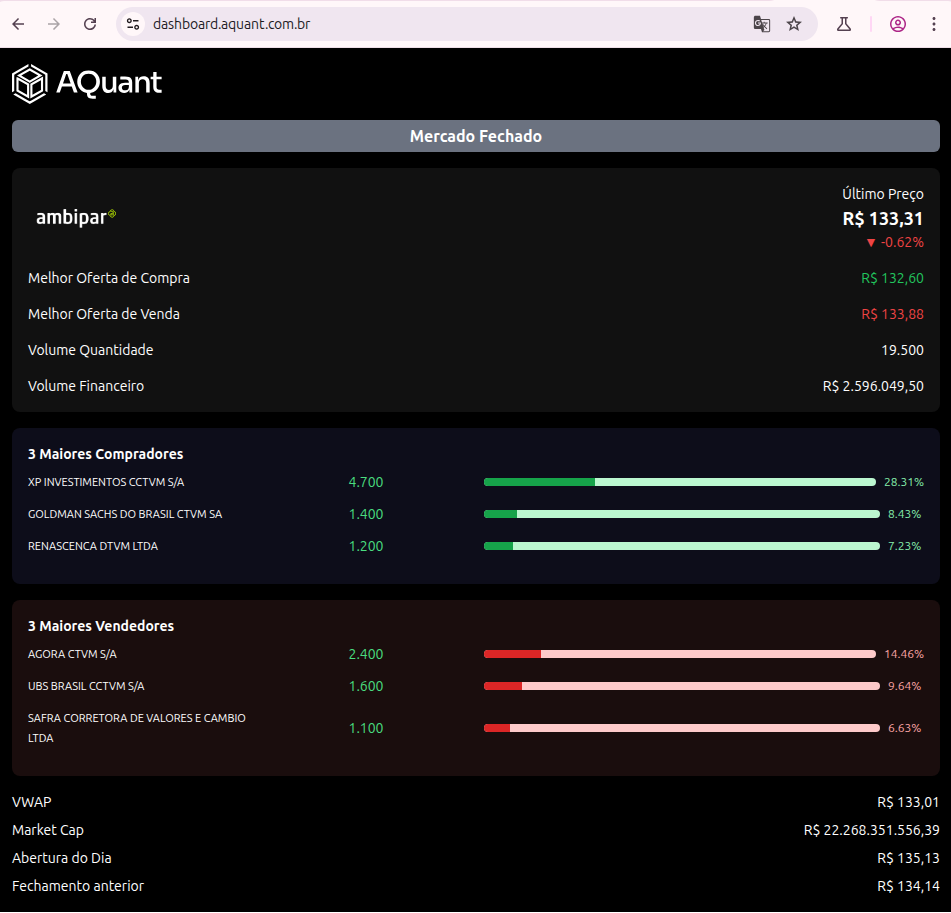 dashboard.aquant.com.br
AQuant
Mercado Fechado
ambipar
Último Preço
R$ 133,31
▼ -0.62%
Melhor Oferta de Compra R$ 132,60
Melhor Oferta de Venda R$ 133,88
Volume Quantidade 19.500
Volume Financeiro R$ 2.596.049,50
3 Maiores Compradores
XP INVESTIMENTOS CCTVM S/A 4.700 28.31%
GOLDMAN SACHS DO BRASIL CTVM SA 1.400 8.43%
RENASCENCA DTVM LTDA 1.200 7.23%
3 Maiores Vendedores
AGORA CTVM S/A 2.400 14.46%
UBS BRASIL CCTVM S/A 1.600 9.64%
SAFRA CORRETORA DE VALORES E CAMBIO
LTDA 1.100 6.63%
VWAP R$ 133,01
Market Cap R$ 22.268.351.556,39
Abertura do Dia R$ 135,13
Fechamento anterior R$ 134,14